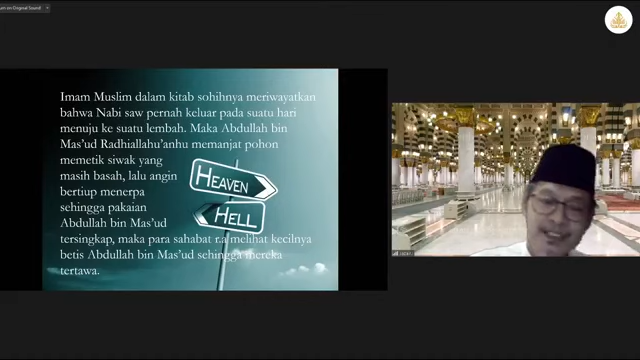 Imam Muslim dalam kitab sohihnya meriwayatkan
bahwa Nabi saw pernah keluar pada suatu hari
menuju ke suatu lembah. Maka Abdullah bin
Mas'ud Radhiallahu'anhu memanjat pohon
memetik siwak yang
masih basah, lalu angin
bertiup menerpa
sehingga pakaian
Abdullah bin Mas'ud
tersingkap, maka para sahabat r.a melihat kecilnya
betis Abdullah bin Mas'ud sehingga mereka
tertawa.
HEAVEN
HELL